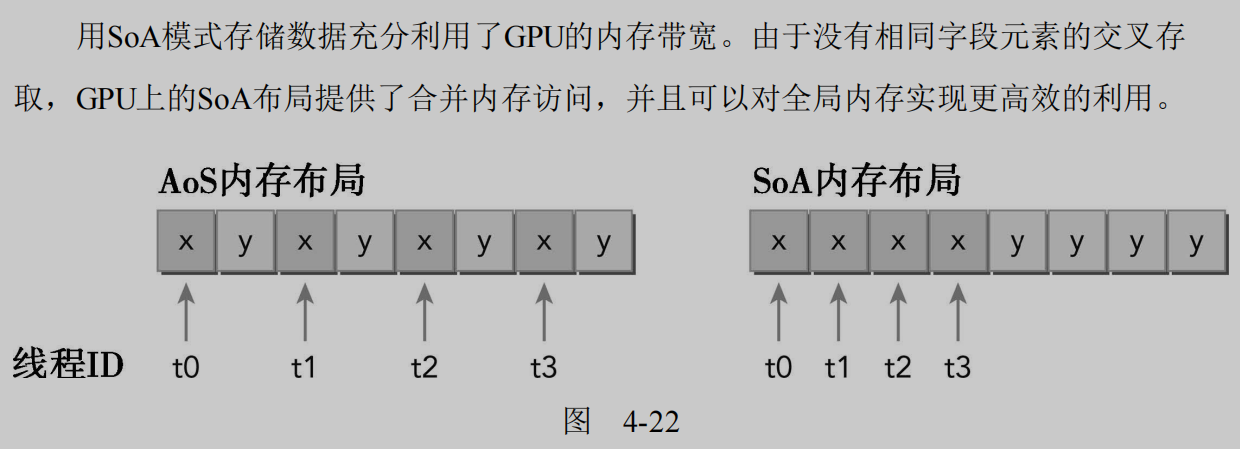 用SoA模式存储数据充分利用了GPU的内存带宽。由于没有相同字段元素的交叉存
取，GPU上的SoA布局提供了合并内存访问，并且可以对全局内存实现更高效的利用。
AoS内存布局
x y x y x y x y
SoA内存布局
x x x x y y y y
线程ID t0 t1 t2 t3
t0 t1 t2 t3
图 4-22